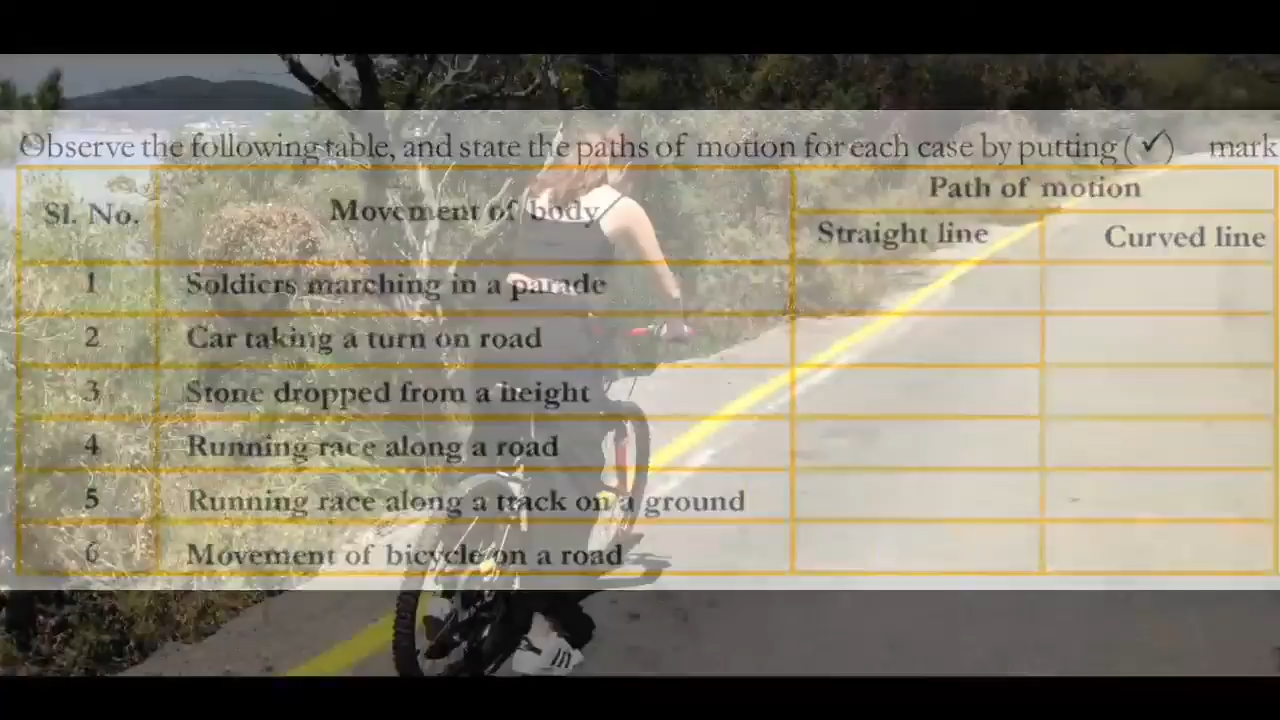 Observe the following table, and state the paths of motion for each case by putting (✓) mark
Sl. No. Movement of body Path of motion
Straight line Curved line
1 Soldiers marching in a parade
2 Car taking a turn on road
3 Stone dropped from a height
4 Running race along a road
5 Running race along a track on a ground
6 Movement of bicycle on a road